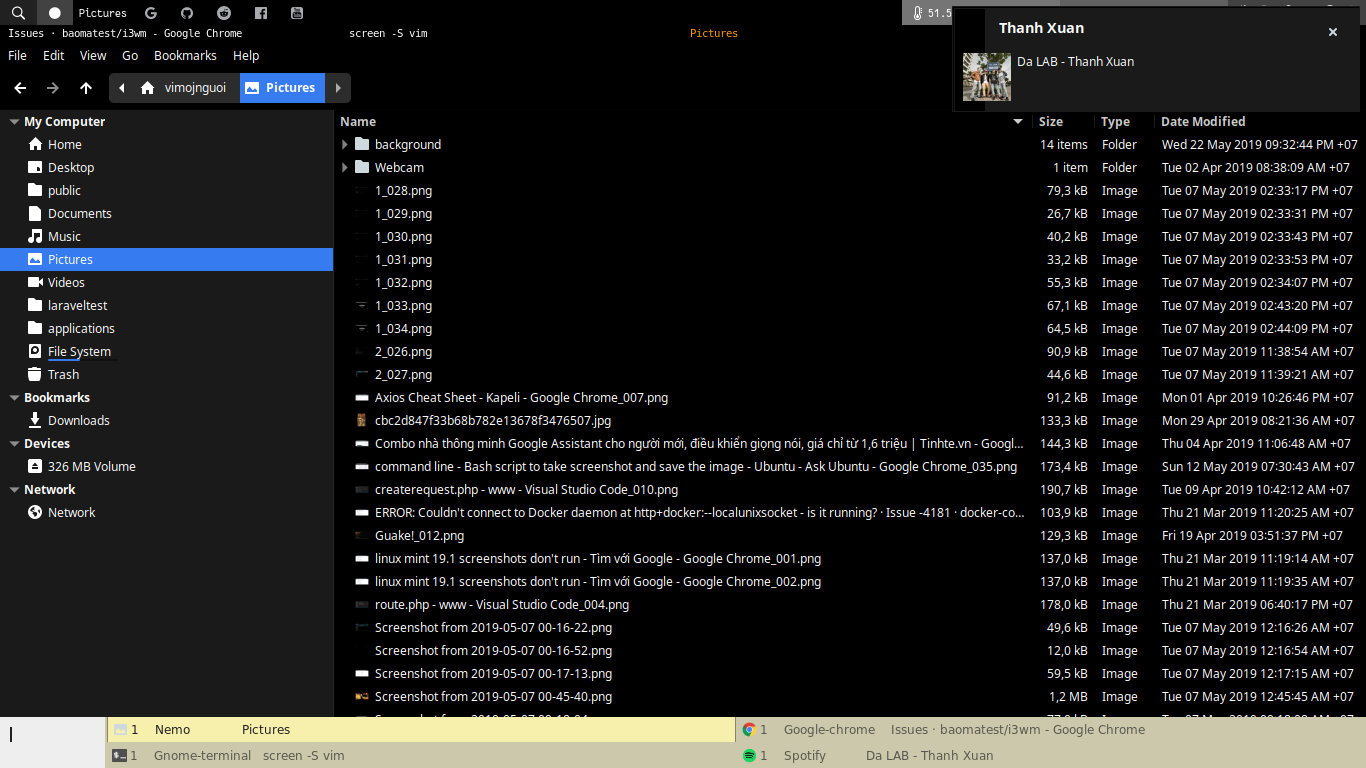 Pictures
51.5
Issues · baomatest/i3wm - Google Chrome screen -S vim Pictures
Thanh Xuan
Da LAB - Thanh Xuan
File Edit View Go Bookmarks Help
vimojnguoi Pictures
My Computer
Home
Desktop
public
Documents
Music
Pictures
Videos
laraveltest
applications
File System
Trash
Bookmarks
Downloads
Devices
326 MB Volume
Network
Network
Name Size Type Date Modified
background 14 items Folder Wed 22 May 2019 09:32:44 PM +07
Webcam 1 item Folder Tue 02 Apr 2019 08:38:09 AM +07
1_028.png 79,3 kB Image Tue 07 May 2019 02:33:17 PM +07
1_029.png 26,7 kB Image Tue 07 May 2019 02:33:31 PM +07
1_030.png 40,2 kB Image Tue 07 May 2019 02:33:43 PM +07
1_031.png 33,2 kB Image Tue 07 May 2019 02:33:53 PM +07
1_032.png 55,3 kB Image Tue 07 May 2019 02:34:07 PM +07
1_033.png 67,1 kB Image Tue 07 May 2019 02:43:20 PM +07
1_034.png 64,5 kB Image Tue 07 May 2019 02:44:09 PM +07
2_026.png 90,9 kB Image Tue 07 May 2019 11:38:54 AM +07
2_027.png 44,6 kB Image Tue 07 May 2019 11:39:21 AM +07
Axios Cheat Sheet - Kapeli - Google Chrome_007.png 91,2 kB Image Mon 01 Apr 2019 10:26:46 PM +07
cbc2d847f33b68b782e13678f3476507.jpg 133,3 kB Image Mon 29 Apr 2019 08:21:36 AM +07
Combo nhà thông minh Google Assistant cho người mới, điều khiển giọng nói, giá chỉ từ 1,6 triệu | Tinhte.vn - Googl... 144,3 kB Image Thu 04 Apr 2019 11:06:48 AM +07
command line - Bash script to take screenshot and save the image - Ubuntu - Ask Ubuntu - Google Chrome_035.png 173,4 kB Image Sun 12 May 2019 07:30:43 AM +07
createrequest.php - www - Visual Studio Code_010.png 190,7 kB Image Tue 09 Apr 2019 10:42:12 AM +07
ERROR: Couldn't connect to Docker daemon at http+docker:--localunixsocket - is it running? · Issue -4181 · docker-co... 103,9 kB Image Thu 21 Mar 2019 11:20:25 AM +07
Guake!_012.png 129,3 kB Image Fri 19 Apr 2019 03:51:37 PM +07
linux mint 19.1 screenshots don't run - Tìm với Google - Google Chrome_001.png 137,0 kB Image Thu 21 Mar 2019 11:19:14 AM +07
linux mint 19.1 screenshots don't run - Tìm với Google - Google Chrome_002.png 137,0 kB Image Thu 21 Mar 2019 11:19:35 AM +07
route.php - www - Visual Studio Code_004.png 178,0 kB Image Thu 21 Mar 2019 06:40:17 PM +07
Screenshot from 2019-05-07 00-16-22.png 49,6 kB Image Tue 07 May 2019 12:16:26 AM +07
Screenshot from 2019-05-07 00-16-52.png 12,0 kB Image Tue 07 May 2019 12:16:54 AM +07
Screenshot from 2019-05-07 00-17-13.png 59,5 kB Image Tue 07 May 2019 12:17:15 AM +07
Screenshot from 2019-05-07 00-45-40.png 1,2 MB Image Tue 07 May 2019 12:45:45 AM +07
1 Nemo Pictures 1 Google-chrome Issues · baomatest/i3wm - Google Chrome
1 Gnome-terminal screen -S vim 1 Spotify Da LAB - Thanh Xuan